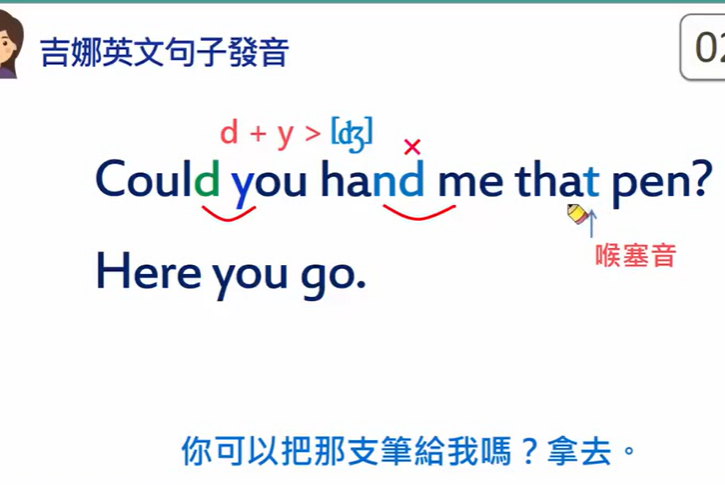 吉娜英文句子發音
02
d + y > [ʤ]
×
Could you hand me that pen?
喉塞音
Here you go.
你可以把那支筆給我嗎？拿去。